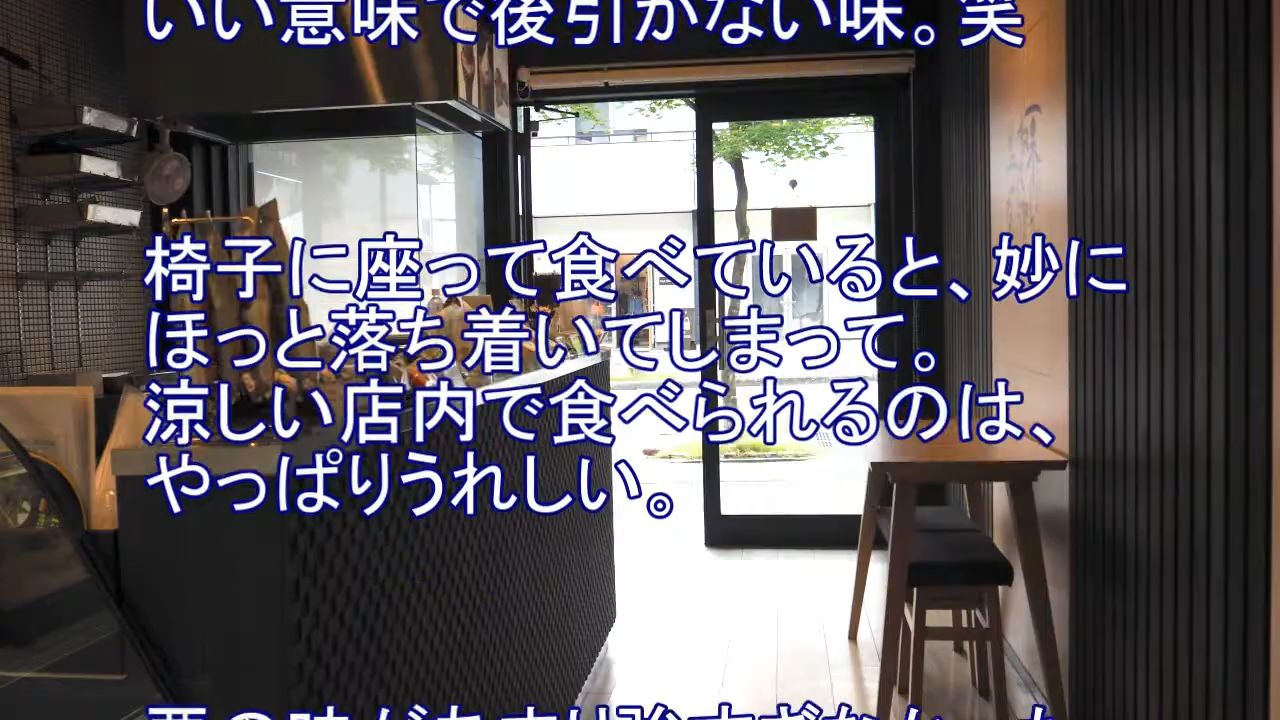 いい意味で後引かない味。笑
椅子に座って食べていると、妙に
ほっと落ち着いてしまって。
涼しい店内で食べられるのは、
やっぱりうれしい。